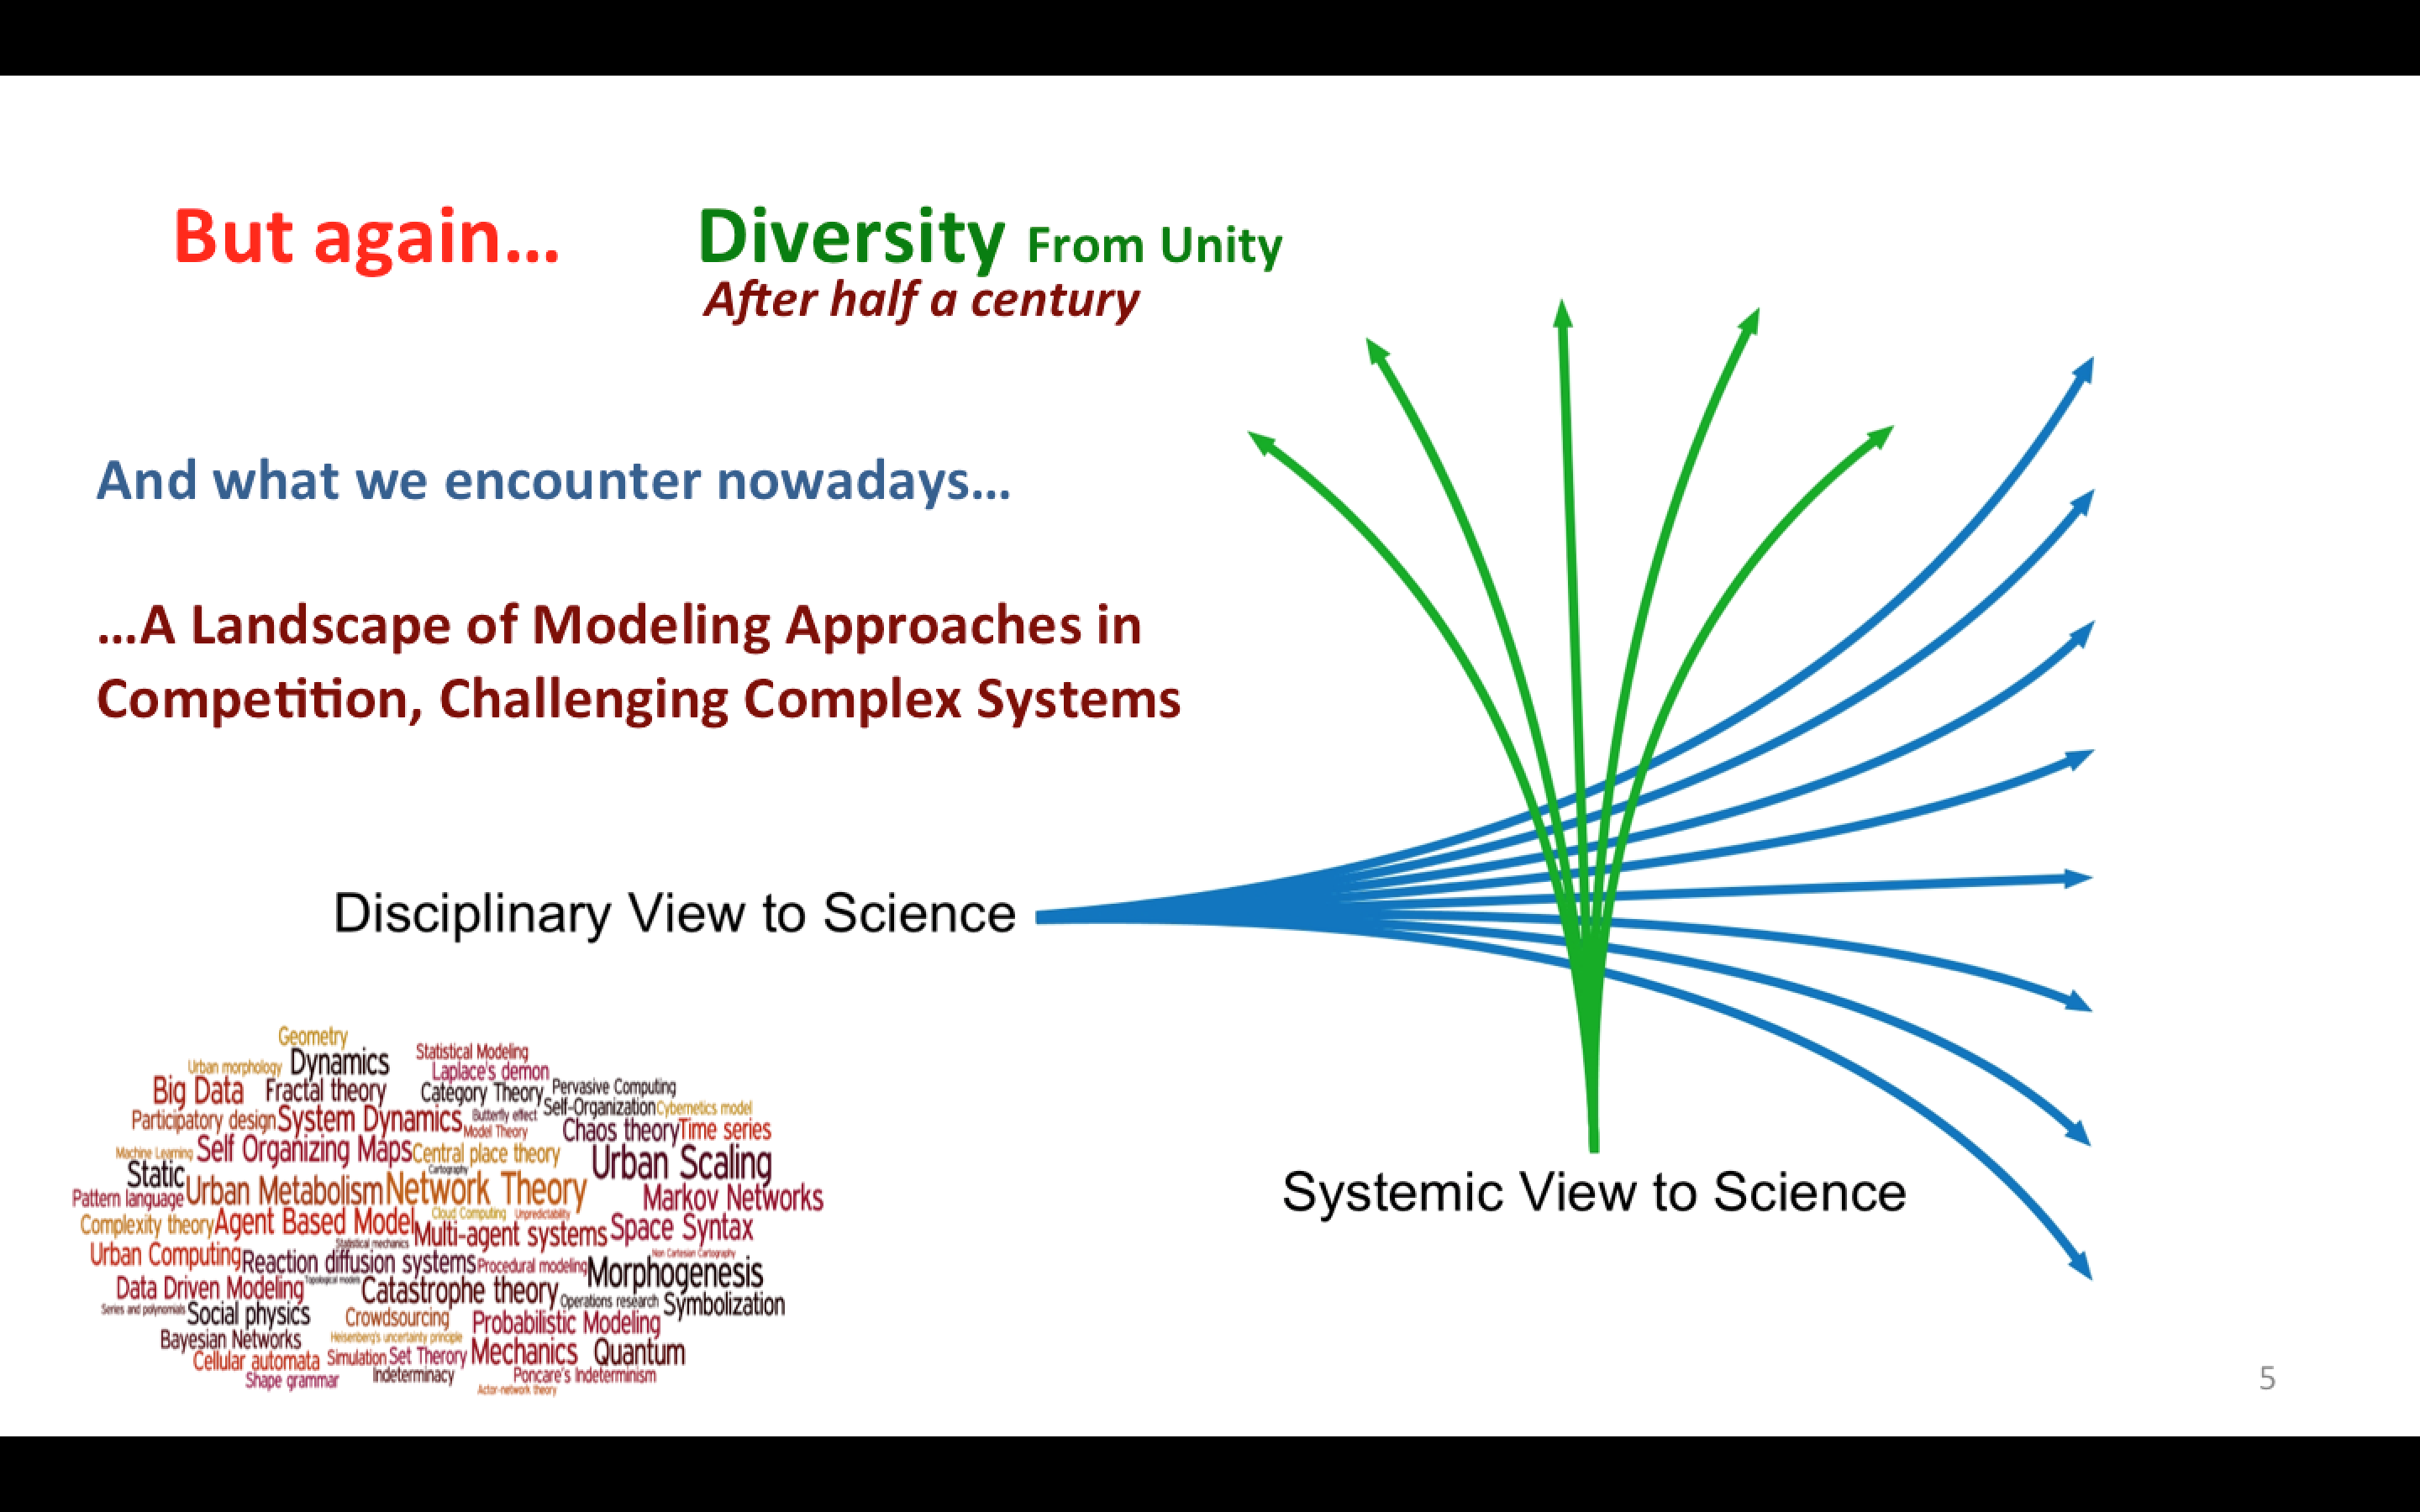 But again… Diversity From Unity
After half a century
And what we encounter nowadays…
…A Landscape of Modeling Approaches in
Competition, Challenging Complex Systems
Disciplinary View to Science
Systemic View to Science
Geometry
Urban morphology Dynamics Statistical Modeling
Laplace's demon
Big Data Fractal theory Category Theory Pervasive Computing
Participatory design System Dynamics Butterfly effect Self-Organization Cybernetics model
Model Theory Chaos theory Time series
Machine Learning Self Organizing Maps Central place theory Urban Scaling
Static Cartography
Pattern language Urban Metabolism Network Theory Markov Networks
Complexity theory Agent Based Model Cloud Computing Unpredictability
Multi-agent systems Space Syntax
Urban Computing Statistical mechanics Non Cartesian Cartography
Reaction diffusion systems Procedural modeling Morphogenesis
Data Driven Modeling Topological models Catastrophe theory Operations research Symbolization
Series and polynomials Social physics Crowdsourcing Probabilistic Modeling
Bayesian Networks Heisenberg's uncertainty principle
Cellular automata Simulation Set Therory Mechanics Quantum
Shape grammar Indeterminacy Poncare's Indeterminism
Actor-network theory
5